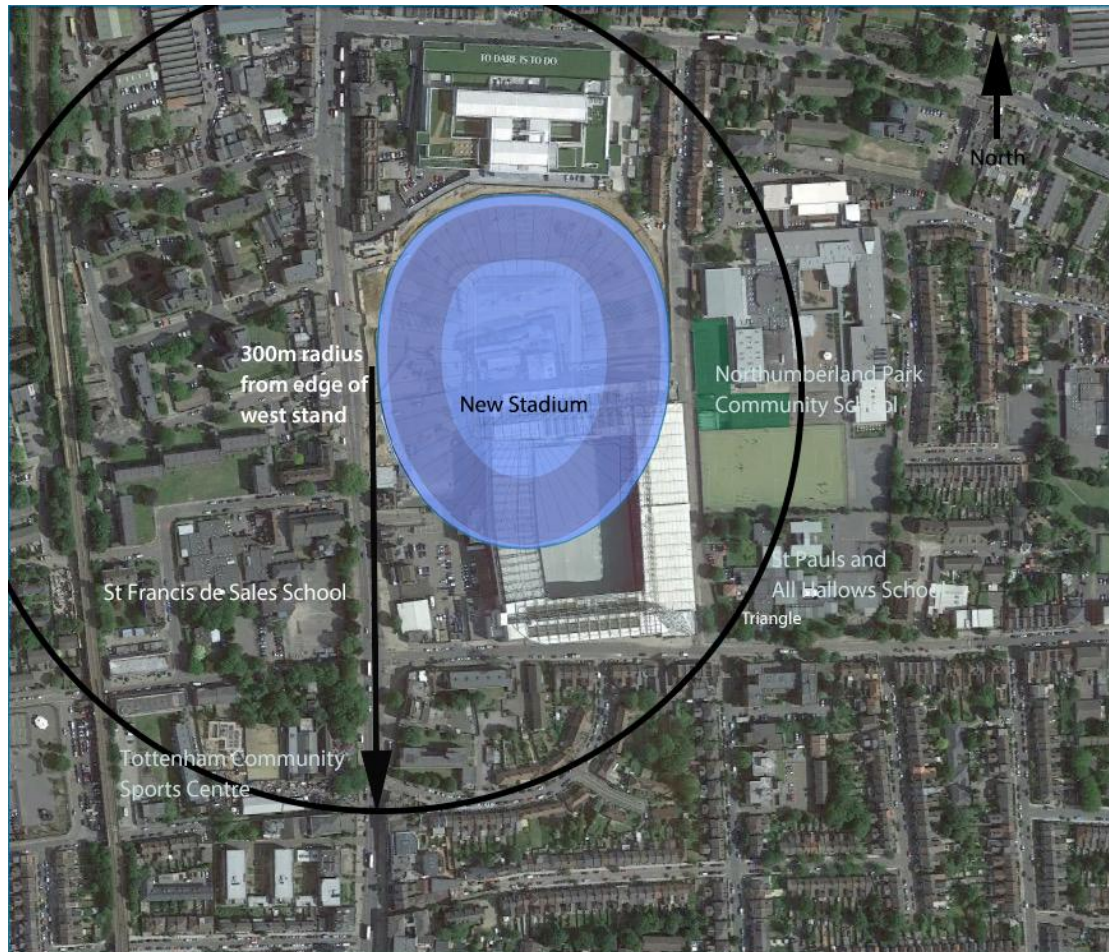 TO DARE IS TO DO
North
300m radius
from edge of
west stand
New Stadium
Northumberland Park
Community School
St Francis de Sales School
St Pauls and
All Hallows School
Triangle
Tottenham Community
Sports Centre